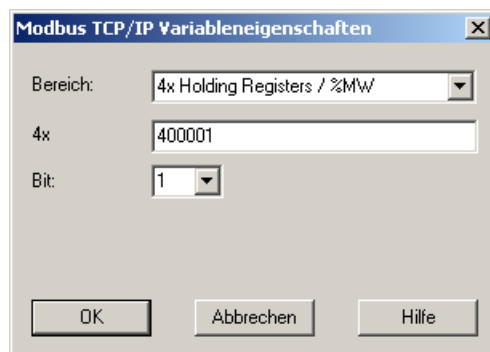 Modbus TCP/IP Variableneigenschaften
Bereich: 4x Holding Registers / %MW
4x 400001
Bit: 1
OK Abbrechen Hilfe